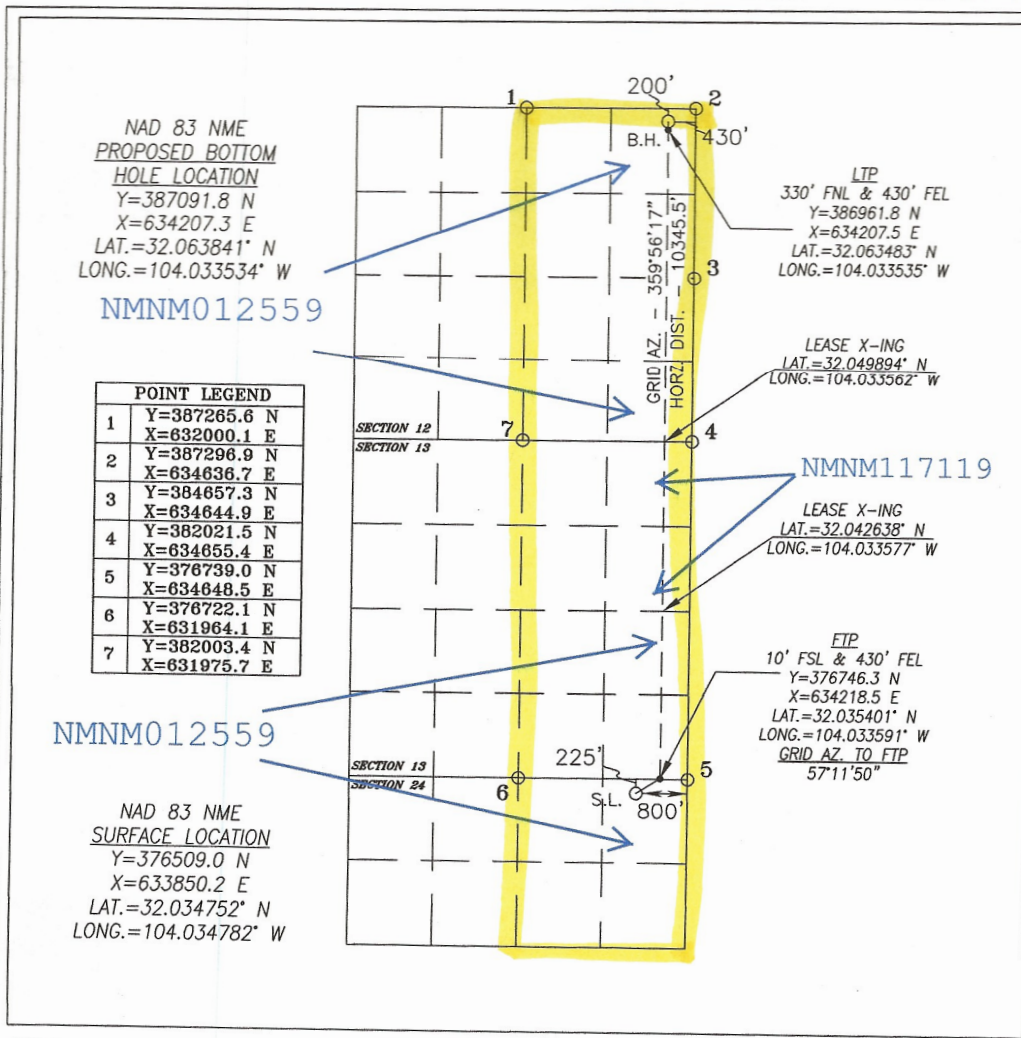 NAD 83 NME
PROPOSED BOTTOM
HOLE LOCATION
Y=387091.8 N
X=634207.3 E
LAT.=32.063841° N
LONG.=104.033534° W
NMNM012559
POINT LEGEND
1 Y=387265.6 N
X=632000.1 E
2 Y=387296.9 N
X=634636.7 E
3 Y=384657.3 N
X=634644.9 E
4 Y=382021.5 N
X=634655.4 E
5 Y=376739.0 N
X=634648.5 E
6 Y=376722.1 N
X=631964.1 E
7 Y=382003.4 N
X=631975.7 E
NMNM012559
NAD 83 NME
SURFACE LOCATION
Y=376509.0 N
X=633850.2 E
LAT.=32.034752° N
LONG.=104.034782° W
200'
1
2
B.H.
430'
3
GRID AZ. - 359°56'17"
HORZ. DIST. - 10345.5'
SECTION 12
SECTION 13
7
4
SECTION 13
SECTION 24
6
225'
5
S.L.
800'
LTP
330' FNL & 430' FEL
Y=386961.8 N
X=634207.5 E
LAT.=32.063483° N
LONG.=104.033535° W
LEASE X-ING
LAT.=32.049894° N
LONG.=104.033562° W
NMNM117119
LEASE X-ING
LAT.=32.042638° N
LONG.=104.033577° W
FTP
10' FSL & 430' FEL
Y=376746.3 N
X=634218.5 E
LAT.=32.035401° N
LONG.=104.033591° W
GRID AZ. TO FTP
57°11'50"